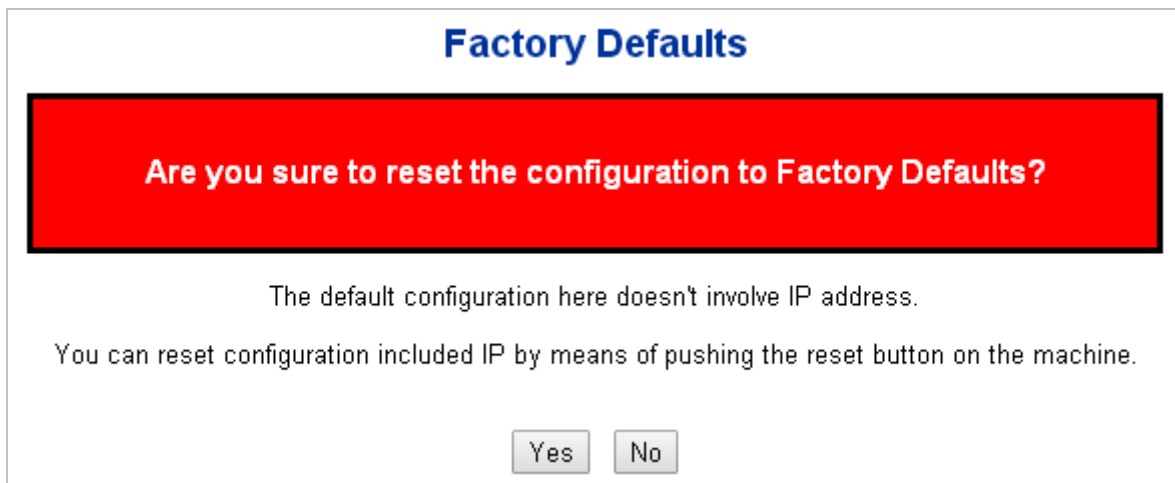 Factory Defaults
Are you sure to reset the configuration to Factory Defaults?
The default configuration here doesn't involve IP address.
You can reset configuration included IP by means of pushing the reset button on the machine.
Yes No